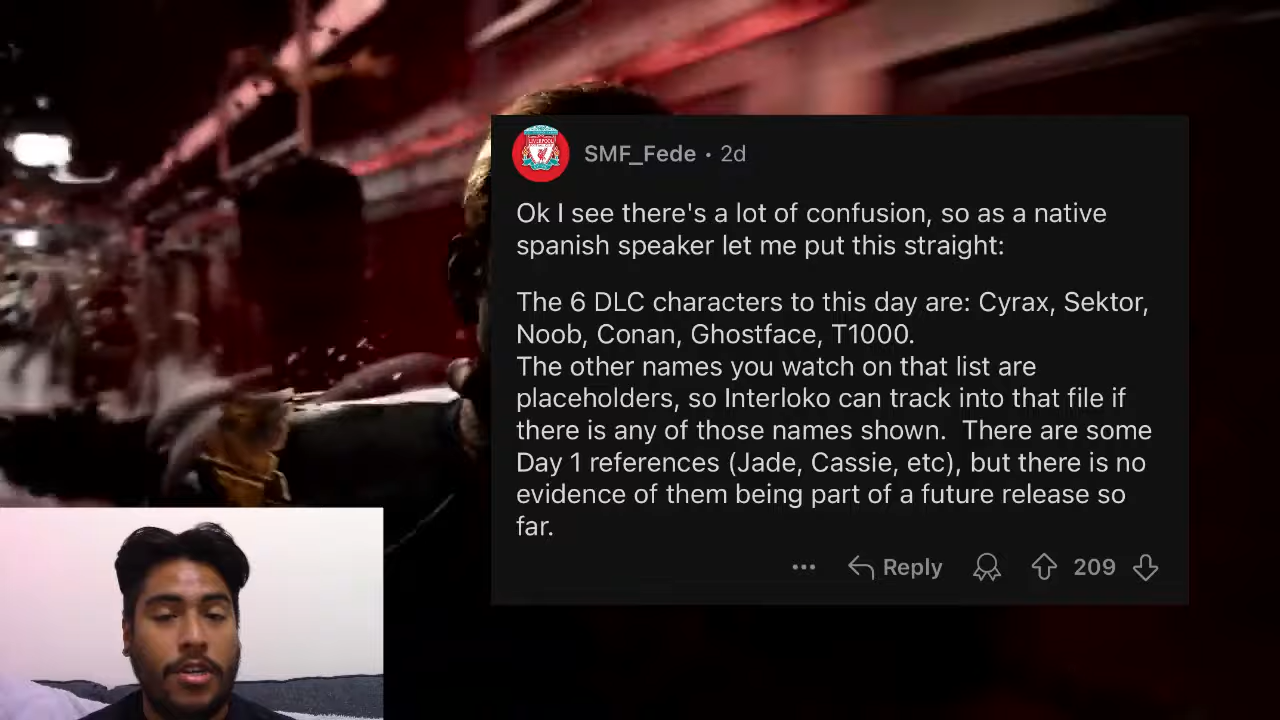 SMF_Fede • 2d
Ok I see there's a lot of confusion, so as a native
spanish speaker let me put this straight:
The 6 DLC characters to this day are: Cyrax, Sektor,
Noob, Conan, Ghostface, T1000.
The other names you watch on that list are
placeholders, so Interloko can track into that file if
there is any of those names shown.  There are some
Day 1 references (Jade, Cassie, etc), but there is no
evidence of them being part of a future release so
far.
Reply 209